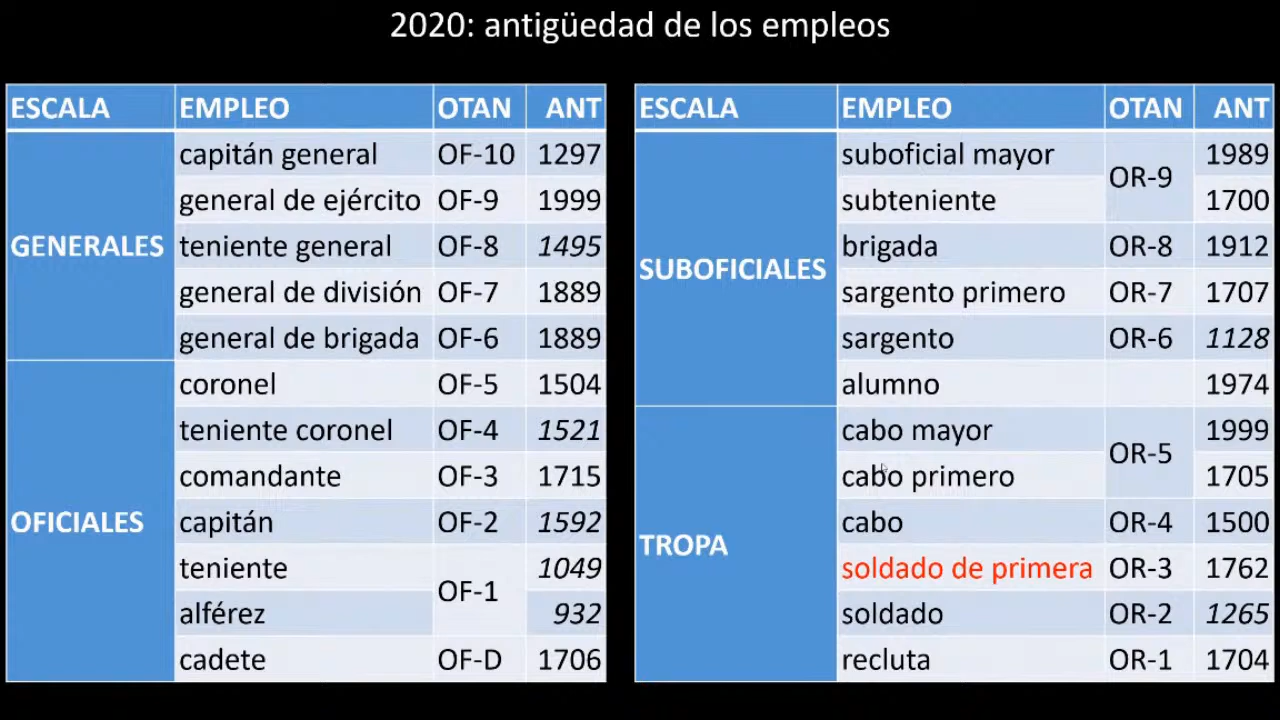 2020: antigüedad de los empleos
ESCALA EMPLEO OTAN ANT
GENERALES
capitán general OF-10 1297
general de ejército OF-9 1999
teniente general OF-8 1495
general de división OF-7 1889
general de brigada OF-6 1889
OFICIALES
coronel OF-5 1504
teniente coronel OF-4 1521
comandante OF-3 1715
capitán OF-2 1592
teniente OF-1 1049
alférez 932
cadete OF-D 1706
ESCALA EMPLEO OTAN ANT
SUBOFICIALES
suboficial mayor OR-9 1989
subteniente 1700
brigada OR-8 1912
sargento primero OR-7 1707
sargento OR-6 1128
alumno 1974
TROPA
cabo mayor OR-5 1999
cabo primero 1705
cabo OR-4 1500
soldado de primera OR-3 1762
soldado OR-2 1265
recluta OR-1 1704